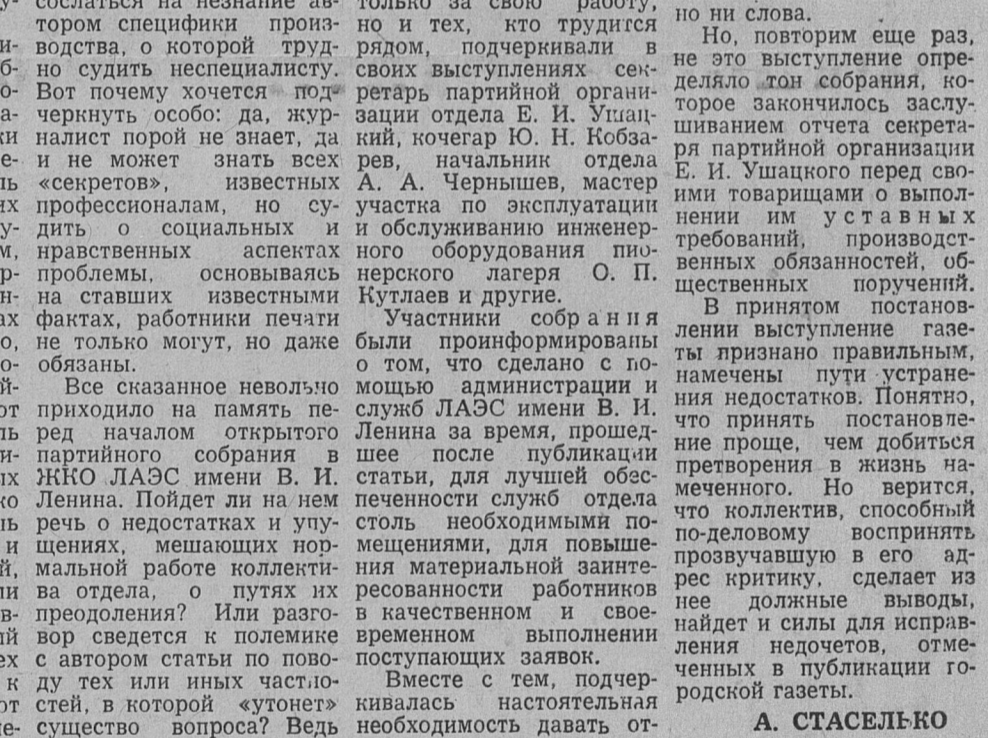 сослаться на незнание ав-
тором специфики произ-
водства, о которой труд-
но судить неспециалисту.
Вот почему хочется под-
черкнуть особо: да, жур-
налист порой не знает, да
и не может знать всех
«секретов», известных
профессионалам, но су-
дить о социальных и
нравственных аспектах
проблемы, основываясь
на ставших известными
фактах, работники печати
не только могут, но даже
обязаны.
Все сказанное невольно
приходило на память пе-
ред началом открытого
партийного собрания в
ЖКО ЛАЭС имени В. И.
Ленина. Пойдет ли на нем
речь о недостатках и упу-
щениях, мешающих нор-
мальной работе коллекти-
ва отдела, о путях их
преодоления? Или разго-
вор сведется к полемике
с автором статьи по пово-
ду тех или иных частно-
стей, в которой «утонет»
существо вопроса? Ведь
только за свою работу,
но и тех, кто трудится
рядом, подчеркивали в
своих выступлениях сек-
ретарь партийной органи-
зации отдела Е. И. Ушац-
кий, кочегар Ю. Н. Кобза-
рев, начальник отдела
А. А. Чернышев, мастер
участка по эксплуатации
и обслуживанию инженер-
ного оборудования пио-
нерского лагеря О. П.
Кутлаев и другие.
Участники собрания
были проинформированы
о том, что сделано с по-
мощью администрации и
служб ЛАЭС имени В. И.
Ленина за время, прошед-
шее после публикации
статьи, для лучшей обес-
печенности служб отдела
столь необходимыми по-
мещениями, для повыше-
ния материальной заинте-
ресованности работников
в качественном и свое-
временном выполнении
поступающих заявок.
Вместе с тем, подчер-
кивалась настоятельная
необходимость давать от-
но ни слова.
Но, повторим еще раз,
не это выступление опре-
деляло тон собрания, ко-
торое закончилось заслу-
шиванием отчета секрета-
ря партийной организации
Е. И. Ушацкого перед сво-
ими товарищами о выпол-
нении им уставных
требований, производст-
венных обязанностей, об-
щественных поручений.
В принятом постанов-
лении выступление газе-
ты признано правильным,
намечены пути устране-
ния недостатков. Понятно,
что принять постановле-
ние проще, чем добиться
претворения в жизнь на-
меченного. Но верится,
что коллектив, способный
по-деловому воспринять
прозвучавшую в его ад-
рес критику, сделает из
нее должные выводы,
найдет и силы для исправ-
ления недочетов, отме-
ченных в публикации го-
родской газеты.
А. СТАСЕЛЬКО